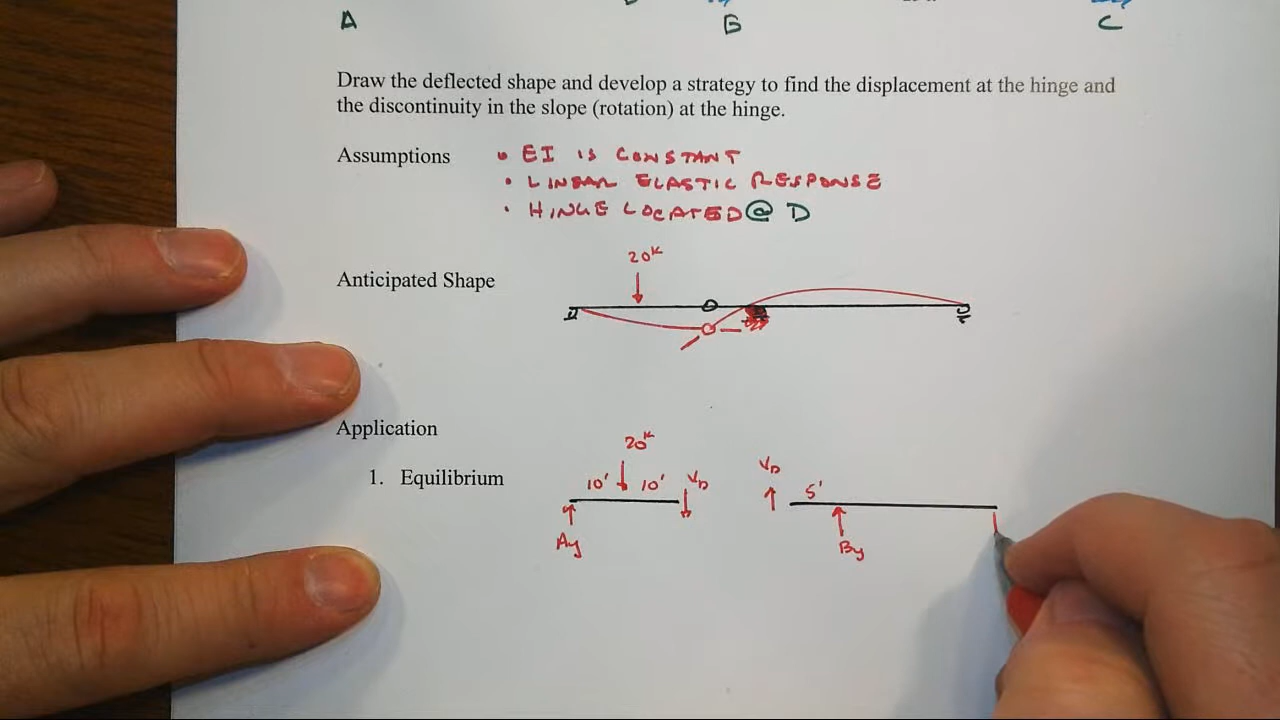 A B C
Draw the deflected shape and develop a strategy to find the displacement at the hinge and
the discontinuity in the slope (rotation) at the hinge.
Assumptions
• EI IS CONSTANT
• LINEAR ELASTIC RESPONSE
• HINGE LOCATED @ D
20K
Anticipated Shape
Application
20K
1. Equilibrium
10' 10' VD
VD 5'
Ay
By